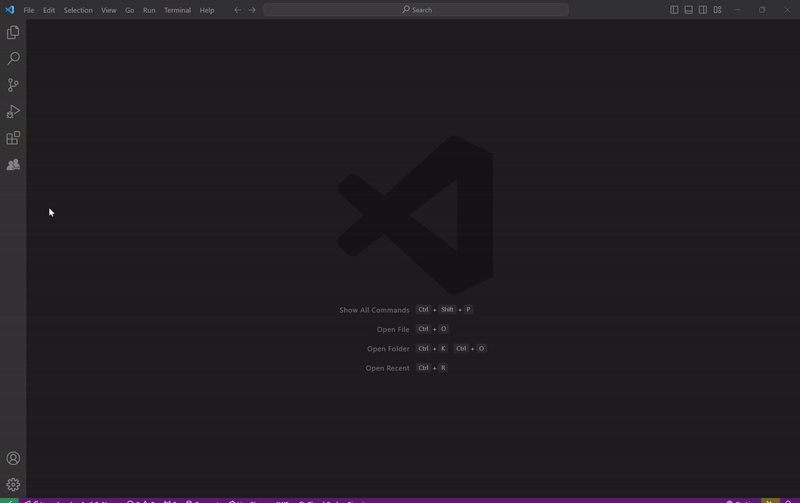 File Edit Selection View Go Run Terminal Help Search
Show All Commands Ctrl + Shift + P
Open File Ctrl + O
Open Folder Ctrl + K Ctrl + O
Open Recent Ctrl + R